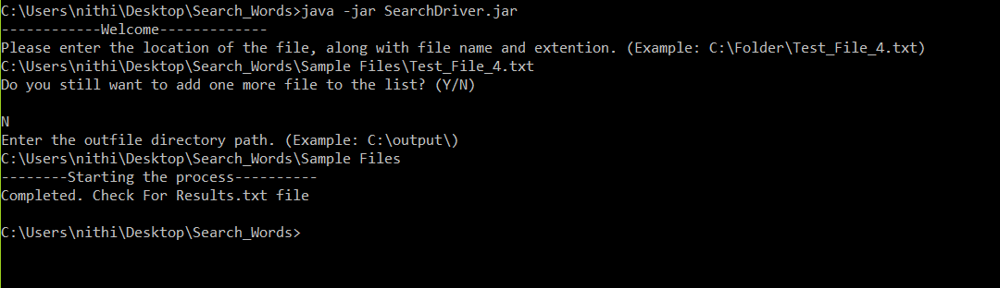 C:\Users\nithi\Desktop\Search_Words>java -jar SearchDriver.jar
------------Welcome-------------
Please enter the location of the file, along with file name and extention. (Example: C:\Folder\Test_File_4.txt)
C:\Users\nithi\Desktop\Search_Words\Sample Files\Test_File_4.txt
Do you still want to add one more file to the list? (Y/N)
N
Enter the outfile directory path. (Example: C:\output\)
C:\Users\nithi\Desktop\Search_Words\Sample Files
--------Starting the process----------
Completed. Check For Results.txt file
C:\Users\nithi\Desktop\Search_Words>